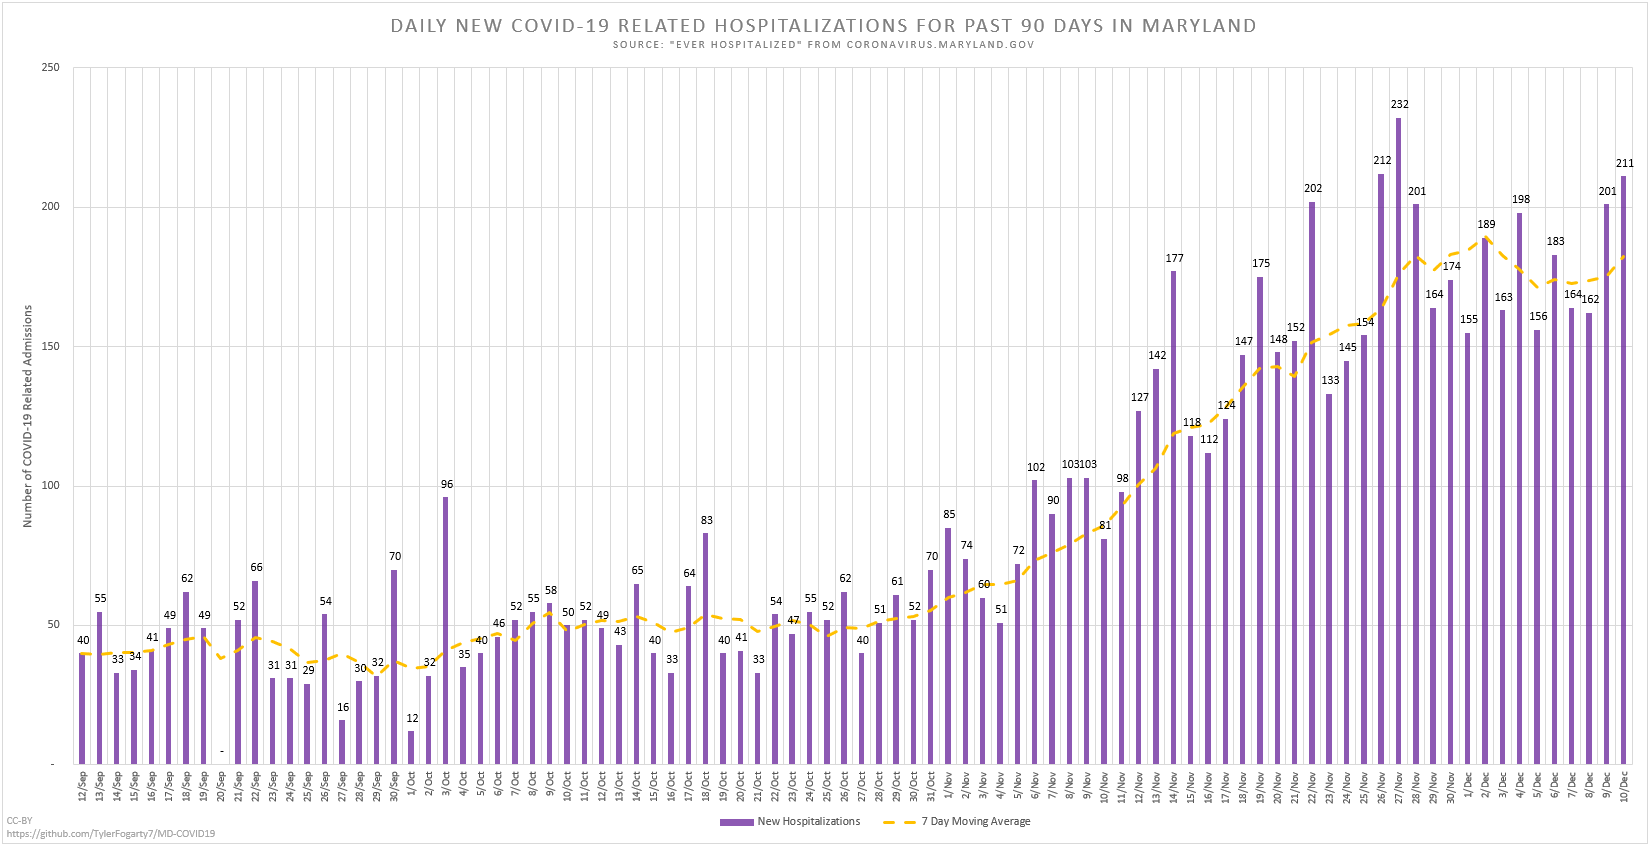 DAILY NEW COVID-19 RELATED HOSPITALIZATIONS FOR PAST 90 DAYS IN MARYLAND
SOURCE: "EVER HOSPITALIZED" FROM CORONAVIRUS.MARYLAND.GOV
Number of COVID-19 Related Admissions
250
200
150
100
50
-
40 55 33 34 41 49 62 49 - 52 66 31 31 29 54 16 30 32 70 12 32 96 35 40 46 52 55 58 50 52 49 43 65 40 33 64 83 40 41 33 54 47 55 52 62 40 51 61 52 70 85 74 60 51 72 102 90 103 103 81 98 127 142 177 118 112 124 147 175 148 152 202 133 145 154 212 232 201 164 174 155 189 163 198 156 183 164 162 201 211
12/Sep 13/Sep 14/Sep 15/Sep 16/Sep 17/Sep 18/Sep 19/Sep 20/Sep 21/Sep 22/Sep 23/Sep 24/Sep 25/Sep 26/Sep 27/Sep 28/Sep 29/Sep 30/Sep 1/Oct 2/Oct 3/Oct 4/Oct 5/Oct 6/Oct 7/Oct 8/Oct 9/Oct 10/Oct 11/Oct 12/Oct 13/Oct 14/Oct 15/Oct 16/Oct 17/Oct 18/Oct 19/Oct 20/Oct 21/Oct 22/Oct 23/Oct 24/Oct 25/Oct 26/Oct 27/Oct 28/Oct 29/Oct 30/Oct 31/Oct 1/Nov 2/Nov 3/Nov 4/Nov 5/Nov 6/Nov 7/Nov 8/Nov 9/Nov 10/Nov 11/Nov 12/Nov 13/Nov 14/Nov 15/Nov 16/Nov 17/Nov 18/Nov 19/Nov 20/Nov 21/Nov 22/Nov 23/Nov 24/Nov 25/Nov 26/Nov 27/Nov 28/Nov 29/Nov 30/Nov 1/Dec 2/Dec 3/Dec 4/Dec 5/Dec 6/Dec 7/Dec 8/Dec 9/Dec 10/Dec
New Hospitalizations 7 Day Moving Average
CC-BY
https://github.com/TylerFogarty7/MD-COVID19